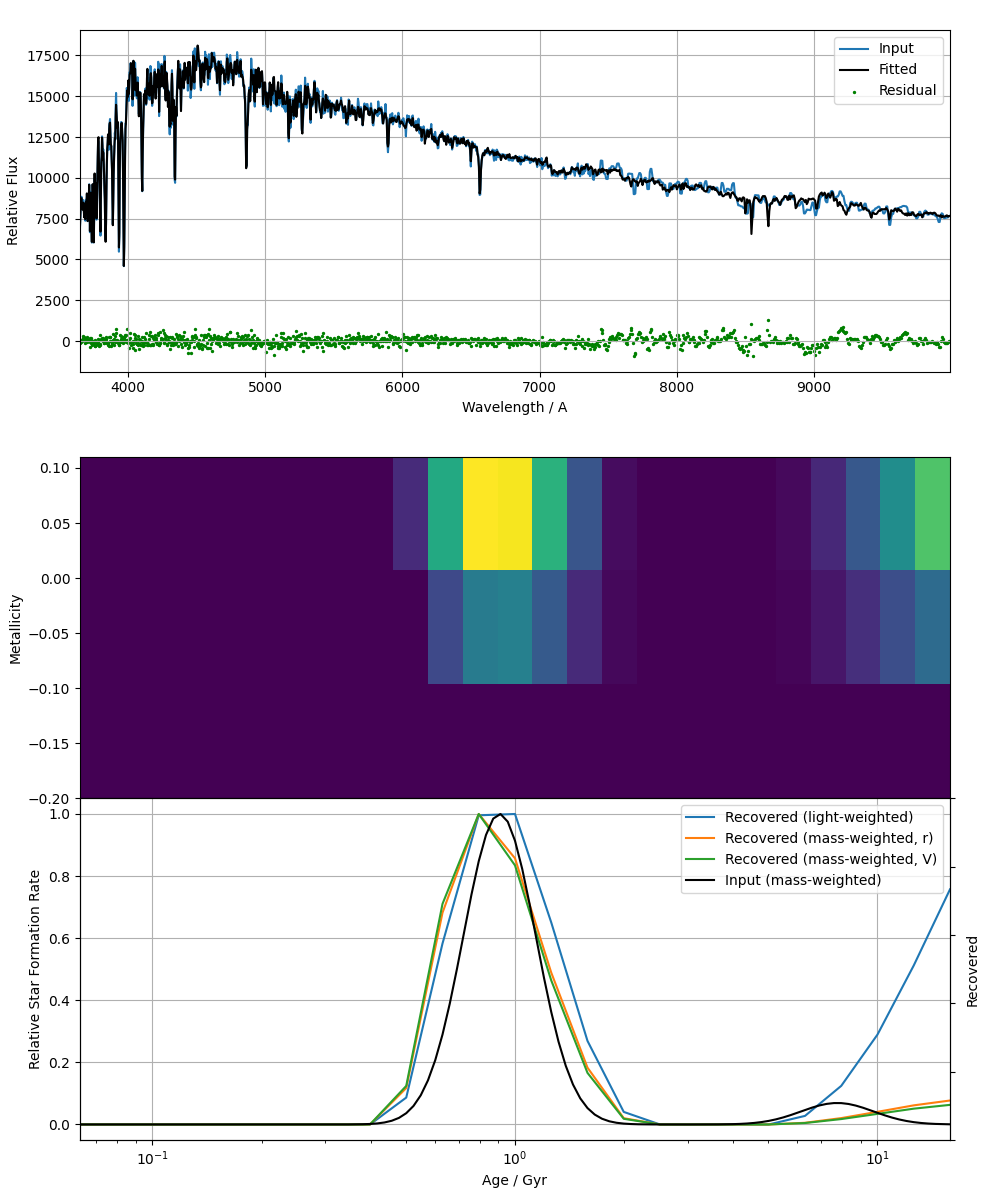 17500
15000
12500
10000
7500
5000
2500
0
Relative Flux
Input
Fitted
Residual
4000 5000 6000 7000 8000 9000
Wavelength / A
0.10
0.05
0.00
−0.05
−0.10
−0.15
−0.20
Metallicity
1.0
0.8
0.6
0.4
0.2
0.0
Relative Star Formation Rate
Recovered (light-weighted)
Recovered (mass-weighted, r)
Recovered (mass-weighted, V)
Input (mass-weighted)
Recovered
10⁻¹ 10⁰ 10¹
Age / Gyr